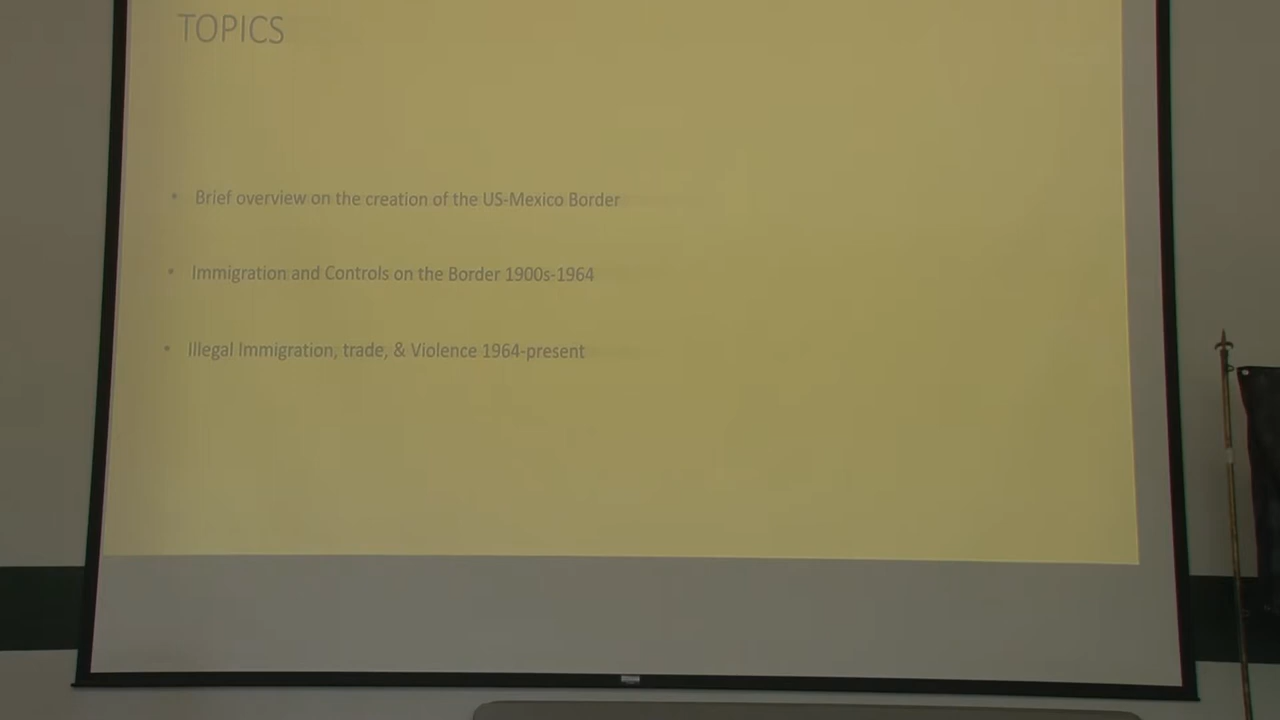 TOPICS
• Brief overview on the creation of the US-Mexico Border
• Immigration and Controls on the Border 1900s-1964
• Illegal Immigration, trade, & Violence 1964-present